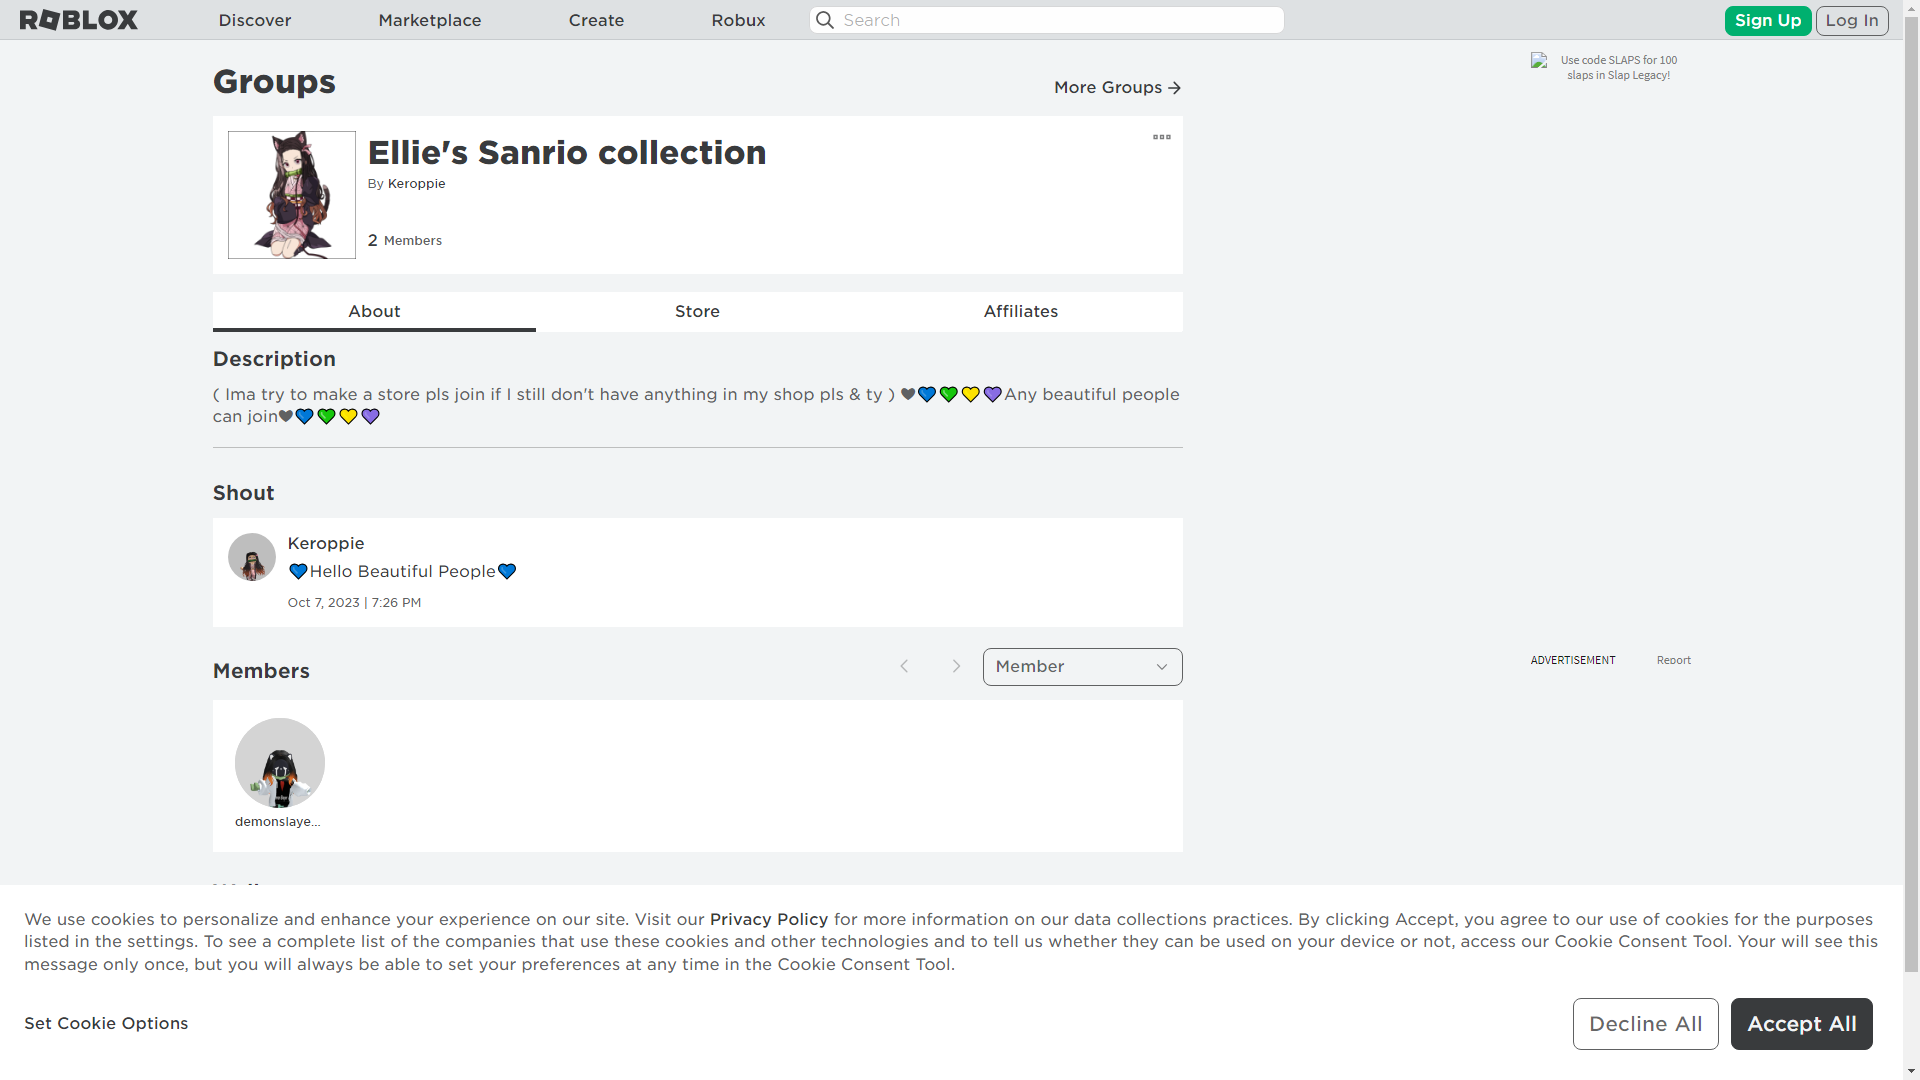 ROBLOX
Discover
Marketplace
Create
Robux
Search
Sign Up
Log In
Groups
More Groups
Use code SLAPS for 100
slaps in Slap Legacy!
Ellie's Sanrio collection
By Keroppie
2 Members
About
Store
Affiliates
Description
( Ima try to make a store pls join if I still don't have anything in my shop pls & ty ) ♥💙💚💛💜Any beautiful people
can join♥💙💚💛💜
Shout
Keroppie
💙Hello Beautiful People💙
Oct 7, 2023 | 7:26 PM
Members
Member
ADVERTISEMENT
Report
demonslaye...
We use cookies to personalize and enhance your experience on our site. Visit our Privacy Policy for more information on our data collections practices. By clicking Accept, you agree to our use of cookies for the purposes
listed in the settings. To see a complete list of the companies that use these cookies and other technologies and to tell us whether they can be used on your device or not, access our Cookie Consent Tool. Your will see this
message only once, but you will always be able to set your preferences at any time in the Cookie Consent Tool.
Set Cookie Options
Decline All
Accept All